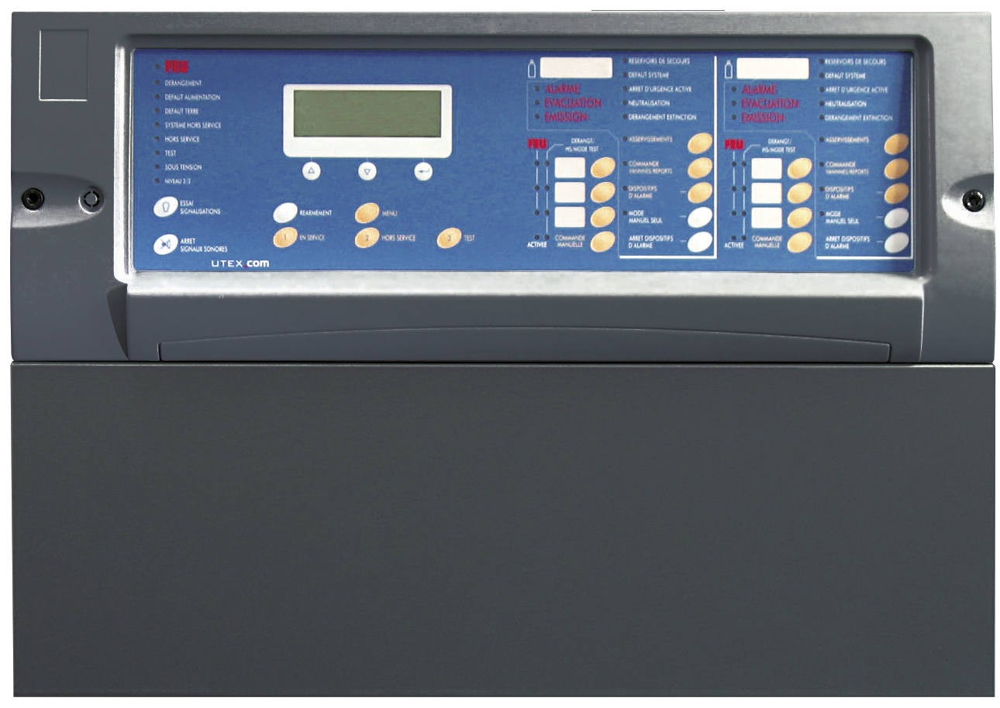 FEU
DERANGEMENT
DEFAUT ALIMENTATION
DEFAUT TERRE
SYSTEME HORS SERVICE
HORS SERVICE
TEST
SOUS TENSION
NIVEAU 2/3
ESSAI
SIGNALISATIONS
ARRET
SIGNAUX SONORES
REARMEMENT
MENU
1
EN SERVICE
2
HORS SERVICE
3
TEST
UTEX.com
ALARME
EVACUATION
EMISSION
RESERVOIRS DE SECOURS
DEFAUT SYSTEME
ARRET D'URGENCE ACTIVE
NEUTRALISATION
DERANGEMENT EXTINCTION
FEU
DERANGT/
HS/MODE TEST
ACTIVEE
COMMANDE
MANUELLE
ASSERVISSEMENTS
COMMANDE
VANNES/REPORTS
DISPOSITIFS
D'ALARME
MODE
MANUEL SEUL
ARRET DISPOSITIFS
D'ALARME
ALARME
EVACUATION
EMISSION
RESERVOIRS DE SECOURS
DEFAUT SYSTEME
ARRET D'URGENCE ACTIVE
NEUTRALISATION
DERANGEMENT EXTINCTION
FEU
DERANGT/
HS/MODE TEST
ACTIVEE
COMMANDE
MANUELLE
ASSERVISSEMENTS
COMMANDE
VANNES/REPORTS
DISPOSITIFS
D'ALARME
MODE
MANUEL SEUL
ARRET DISPOSITIFS
D'ALARME